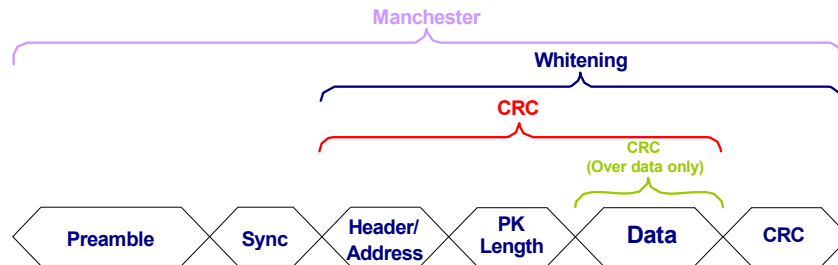 Manchester
Whitening
CRC
CRC
(Over data only)
Preamble
Sync
Header/
Address
PK
Length
Data
CRC